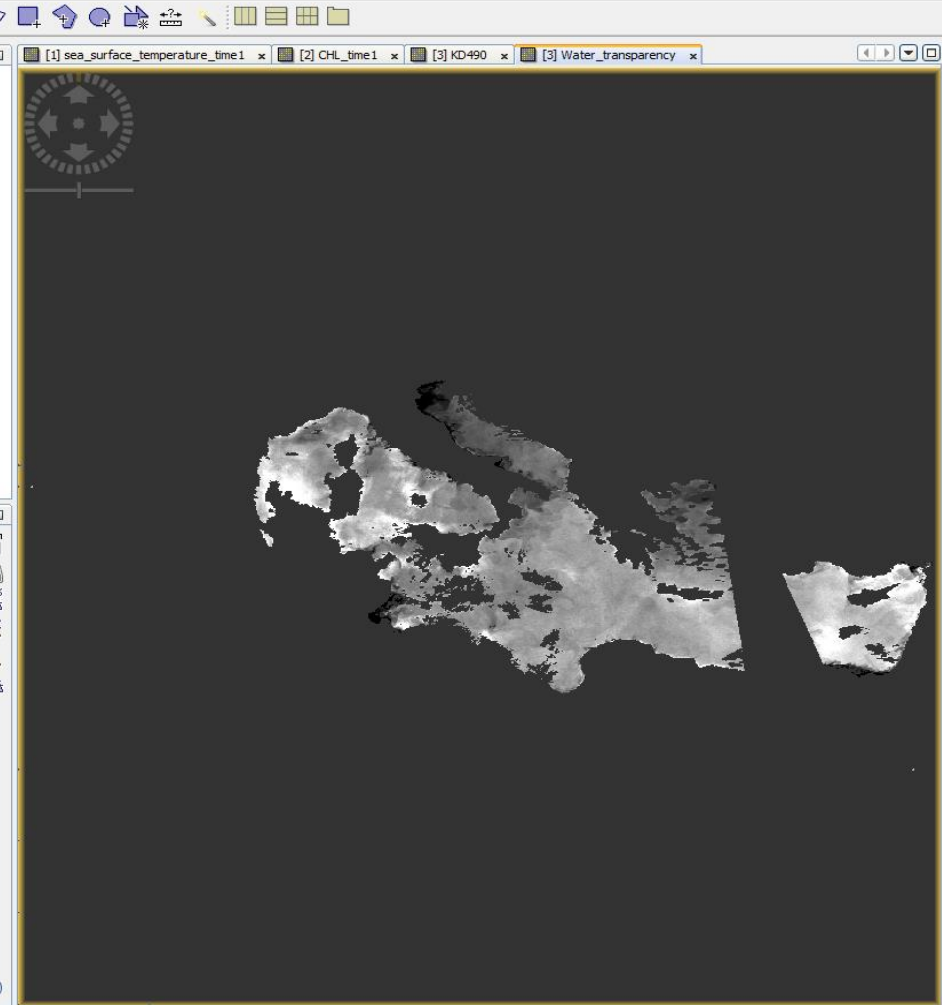 [1] sea_surface_temperature_time1 [2] CHL_time1 [3] KD490 [3] Water_transparency